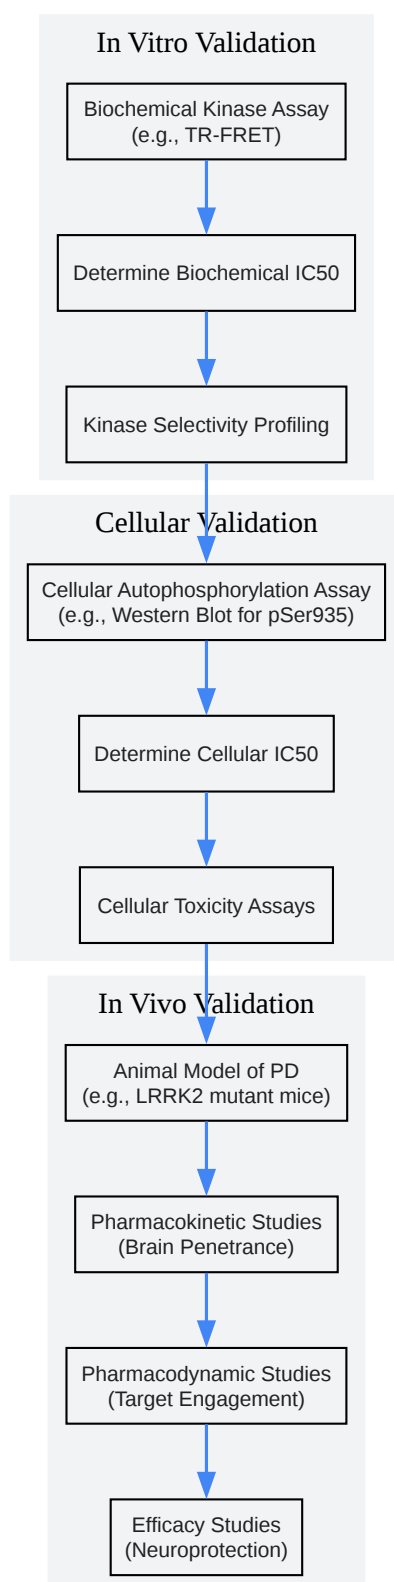 In Vitro Validation
Biochemical Kinase Assay
(e.g., TR-FRET)
Determine Biochemical IC50
Kinase Selectivity Profiling
Cellular Validation
Cellular Autophosphorylation Assay
(e.g., Western Blot for pSer935)
Determine Cellular IC50
Cellular Toxicity Assays
In Vivo Validation
Animal Model of PD
(e.g., LRRK2 mutant mice)
Pharmacokinetic Studies
(Brain Penetrance)
Pharmacodynamic Studies
(Target Engagement)
Efficacy Studies
(Neuroprotection)